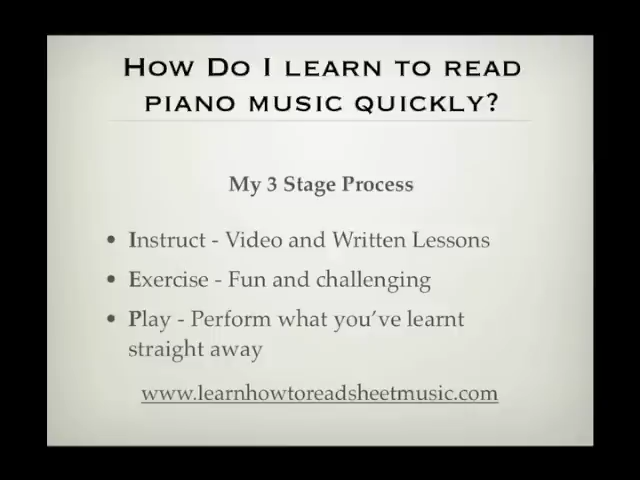 How Do I learn to read
piano music quickly?
My 3 Stage Process
• Instruct - Video and Written Lessons
• Exercise - Fun and challenging
• Play - Perform what you’ve learnt
straight away
www.learnhowtoreadsheetmusic.com